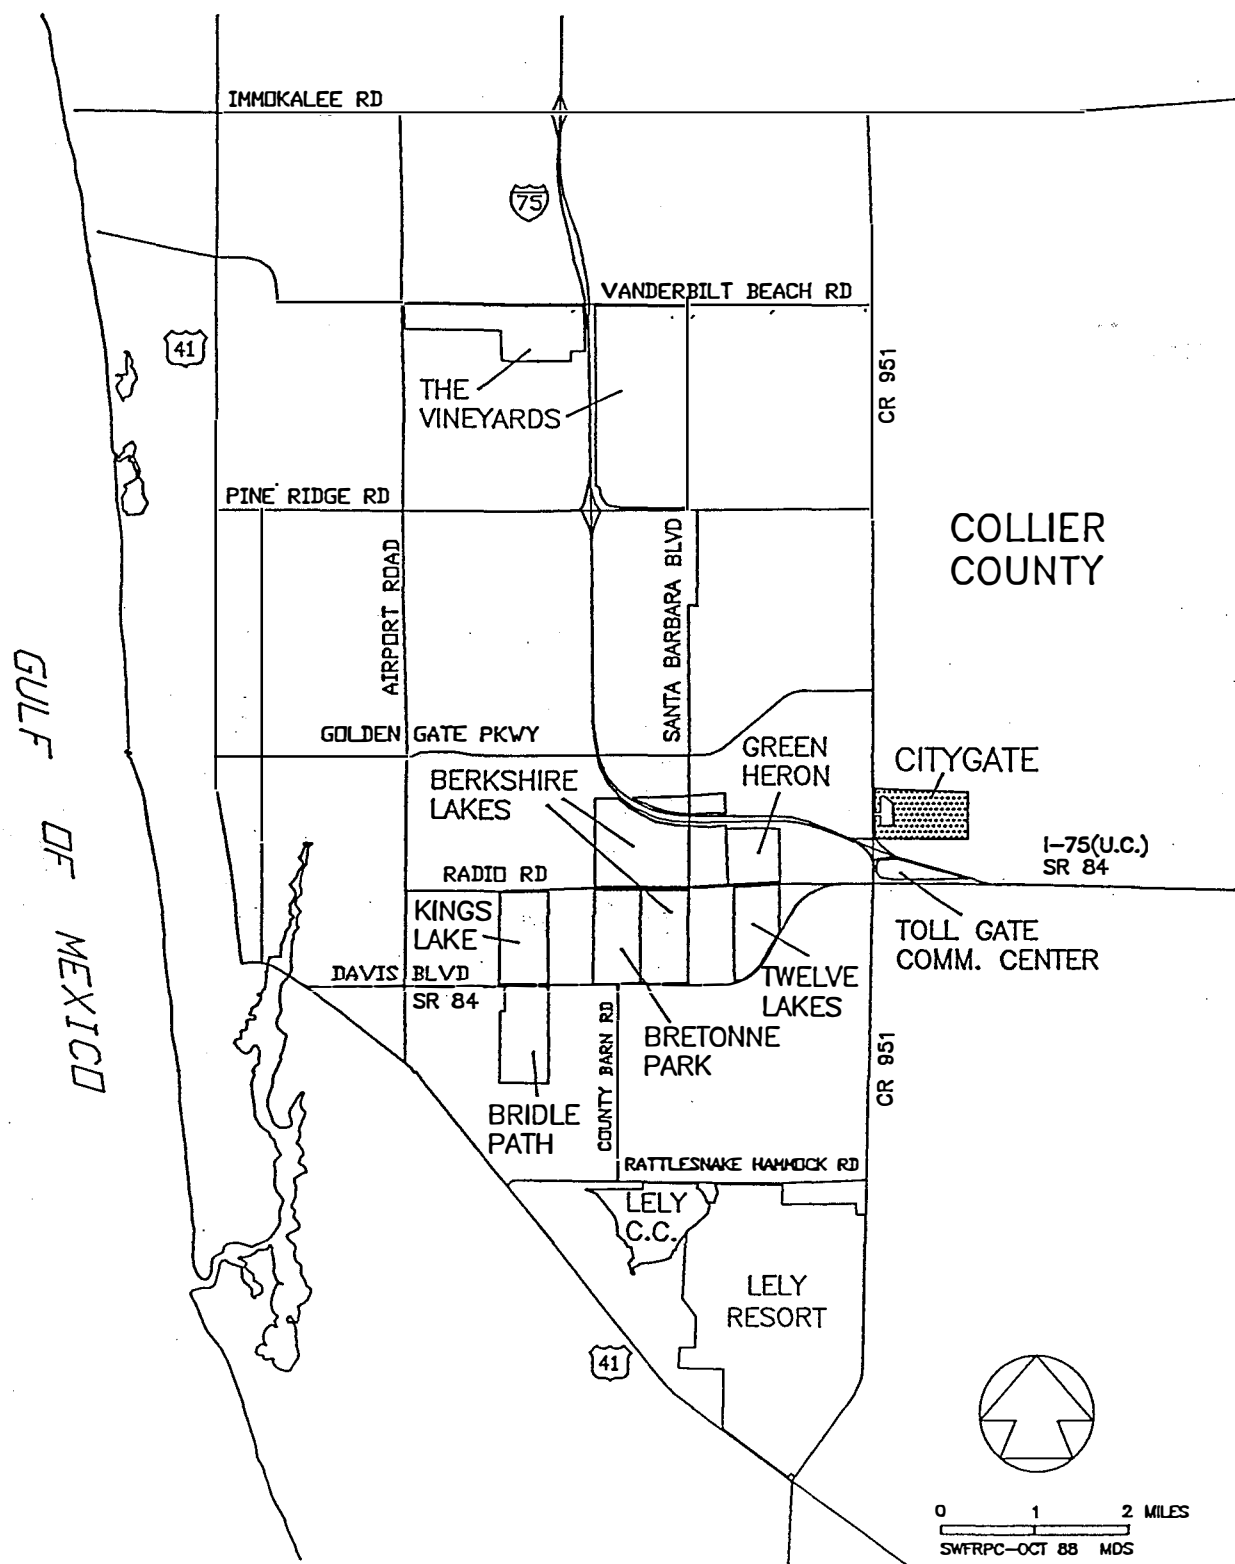 IMMOKALEE RD
75
VANDERBILT BEACH RD
41
THE
VINEYARDS
CR 951
PINE RIDGE RD
COLLIER
COUNTY
AIRPORT ROAD
SANTA BARBARA BLVD
GULF OF MEXICO
GOLDEN GATE PKWY
GREEN
HERON
CITYGATE
BERKSHIRE
LAKES
I-75(U.C.)
SR 84
RADIO RD
KINGS
LAKE
TOLL GATE
COMM. CENTER
DAVIS BLVD
SR 84
TWELVE
LAKES
BRETONNE
PARK
COUNTY BARN RD
CR 951
BRIDLE
PATH
RATTLESNAKE HAMMOCK RD
LELY
C.C.
LELY
RESORT
41
0 1 2 MILES
SWFRPC-OCT 88 MDS